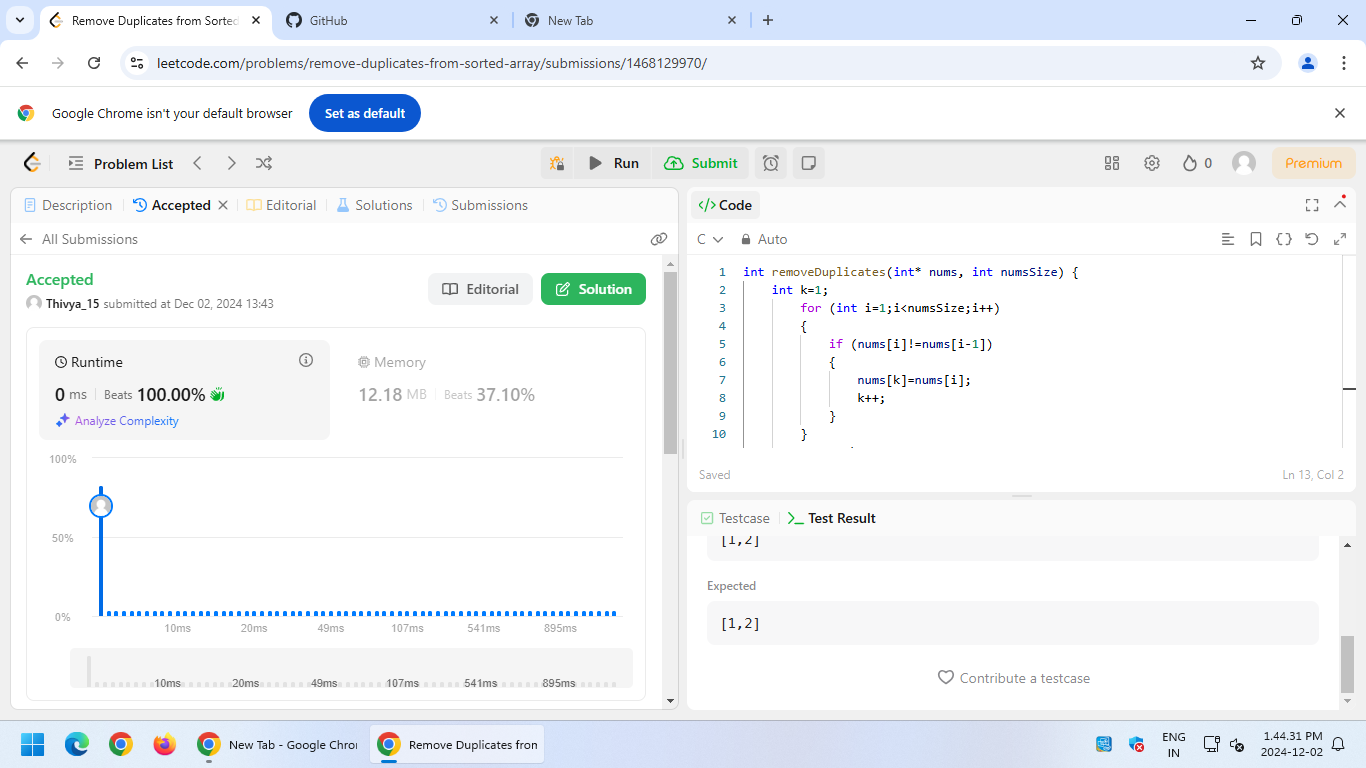 Remove Duplicates from Sorted
GitHub
New Tab
leetcode.com/problems/remove-duplicates-from-sorted-array/submissions/1468129970/
Google Chrome isn't your default browser
Set as default
Problem List
Run
Submit
0
Premium
Description
Accepted
Editorial
Solutions
Submissions
All Submissions
Accepted
Thivya_15 submitted at Dec 02, 2024 13:43
Editorial
Solution
Runtime
0 ms
Beats 100.00%
Analyze Complexity
Memory
12.18 MB
Beats 37.10%
100%
50%
0%
10ms 20ms 49ms 107ms 541ms 895ms
10ms 20ms 49ms 107ms 541ms 895ms
</> Code
C
Auto
1 int removeDuplicates(int* nums, int numsSize) {
2 int k=1;
3 for (int i=1;i<numsSize;i++)
4 {
5 if (nums[i]!=nums[i-1])
6 {
7 nums[k]=nums[i];
8 k++;
9 }
10 }
Saved
Ln 13, Col 2
Testcase
Test Result
[1,2]
Expected
[1,2]
Contribute a testcase
New Tab - Google Chro
Remove Duplicates fron
ENG
IN
1.44.31 PM
2024-12-02